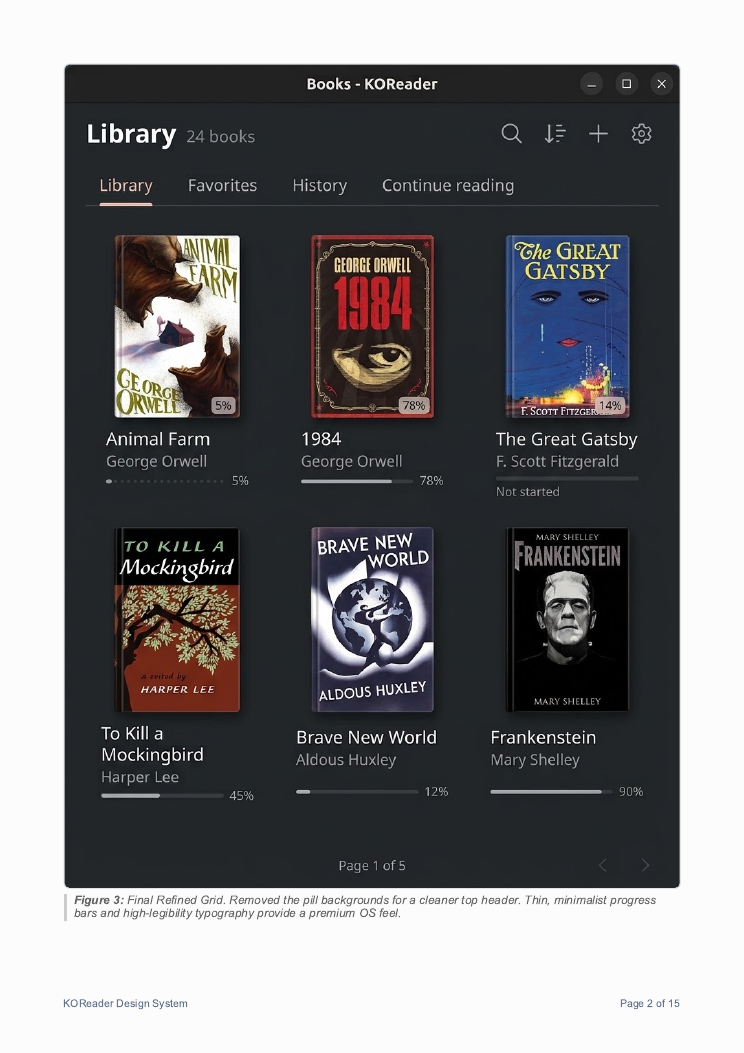 Books - KOReader
Library 24 books
Library Favorites History Continue reading
ANIMAL
FARM
GEORGE
ORWELL
5%
GEORGE ORWELL
1984
78%
The GREAT
GATSBY
F. SCOTT FITZGER
14%
Animal Farm
George Orwell
5%
1984
George Orwell
78%
The Great Gatsby
F. Scott Fitzgerald
Not started
TO KILL A
Mockingbird
HARPER LEE
BRAVE NEW
WORLD
ALDOUS HUXLEY
MARY SHELLEY
FRANKENSTEIN
MARY SHELLEY
To Kill a
Mockingbird
Harper Lee
45%
Brave New World
Aldous Huxley
12%
Frankenstein
Mary Shelley
90%
Page 1 of 5
Figure 3: Final Refined Grid. Removed the pill backgrounds for a cleaner top header. Thin, minimalist progress
bars and high-legibility typography provide a premium OS feel.
KOReader Design System
Page 2 of 15